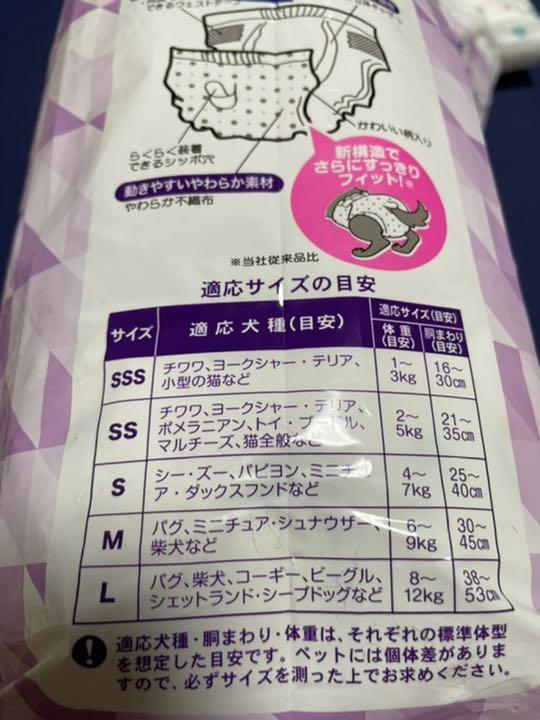 できるウエストテープ
かわいい柄入り
らくらく装着
できるシッポ穴
動きやすいやわらか素材
やわらか不織布
新構造で
さらにすっきり
フィット!※
※当社従来品比
適応サイズの目安
サイズ 適応犬種(目安) 適応サイズ(目安)
体重(目安) 胴まわり(目安)
SSS チワワ、ヨークシャー・テリア、 1~ 16~
小型の猫など 3kg 30cm
SS チワワ、ヨークシャー・テリア、 2~ 21~
ポメラニアン、トイ・プードル、 5kg 35cm
マルチーズ、猫全般など
S シー・ズー、パピヨン、ミニチュ 4~ 25~
ア・ダックスフンドなど 7kg 40cm
M パグ、ミニチュア・シュナウザー、 6~ 30~
柴犬など 9kg 45cm
L パグ、柴犬、コーギー、ビーグル、 8~ 38~
シェットランド・シープドッグなど 12kg 53cm
適応犬種・胴まわり・体重は、それぞれの標準体型
を想定した目安です。ペットには個体差がありま
すので、必ずサイズを測った上でお求めください。